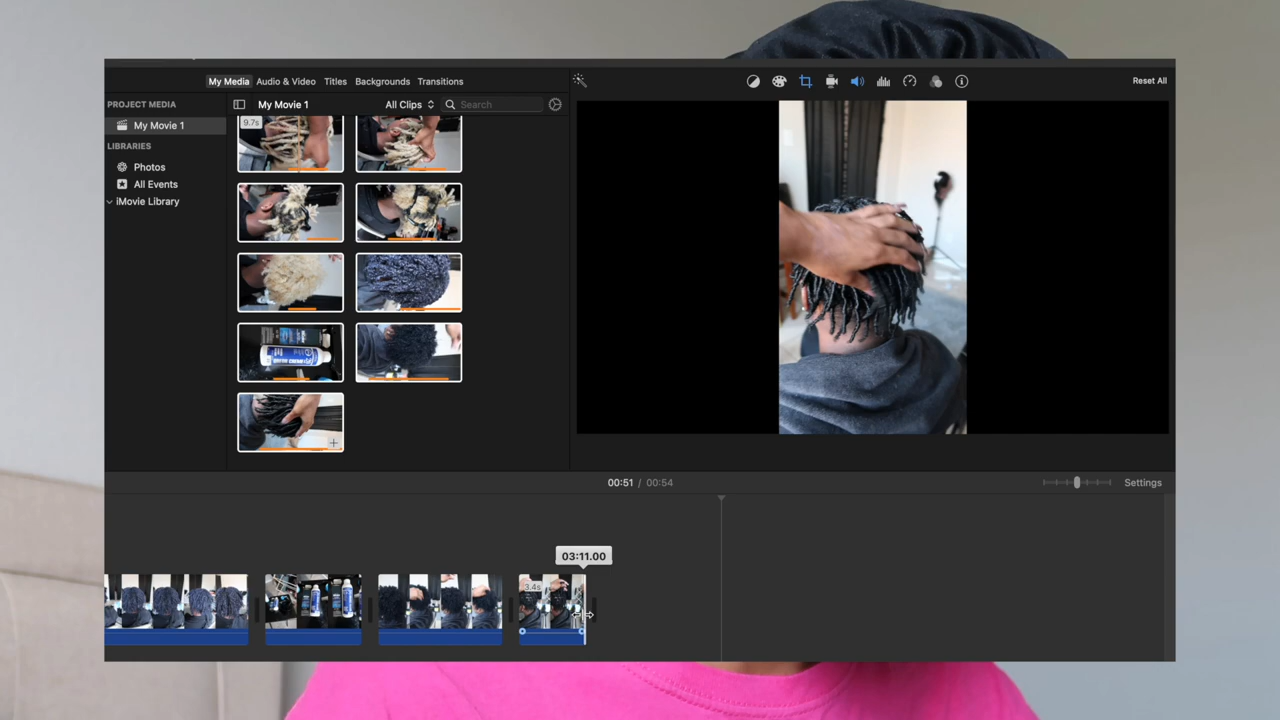 My Media Audio & Video Titles Backgrounds Transitions
Reset All
PROJECT MEDIA
My Movie 1
All Clips
Search
My Movie 1
LIBRARIES
Photos
All Events
iMovie Library
9.7s
00:51 / 00:54
Settings
03:11.00
3.4s